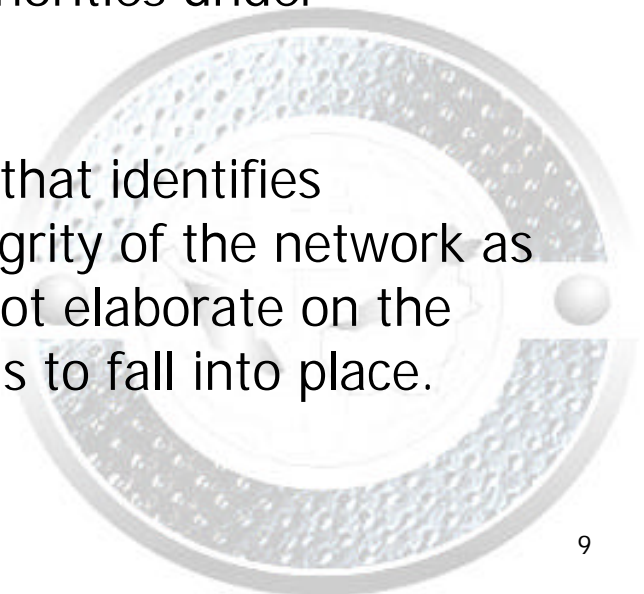 that identifies
grity of the network as
ot elaborate on the
s to fall into place.
9